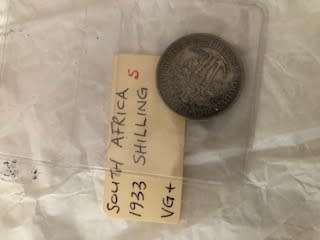 SOUTH AFRICA S
1933 SHILLING
VG+